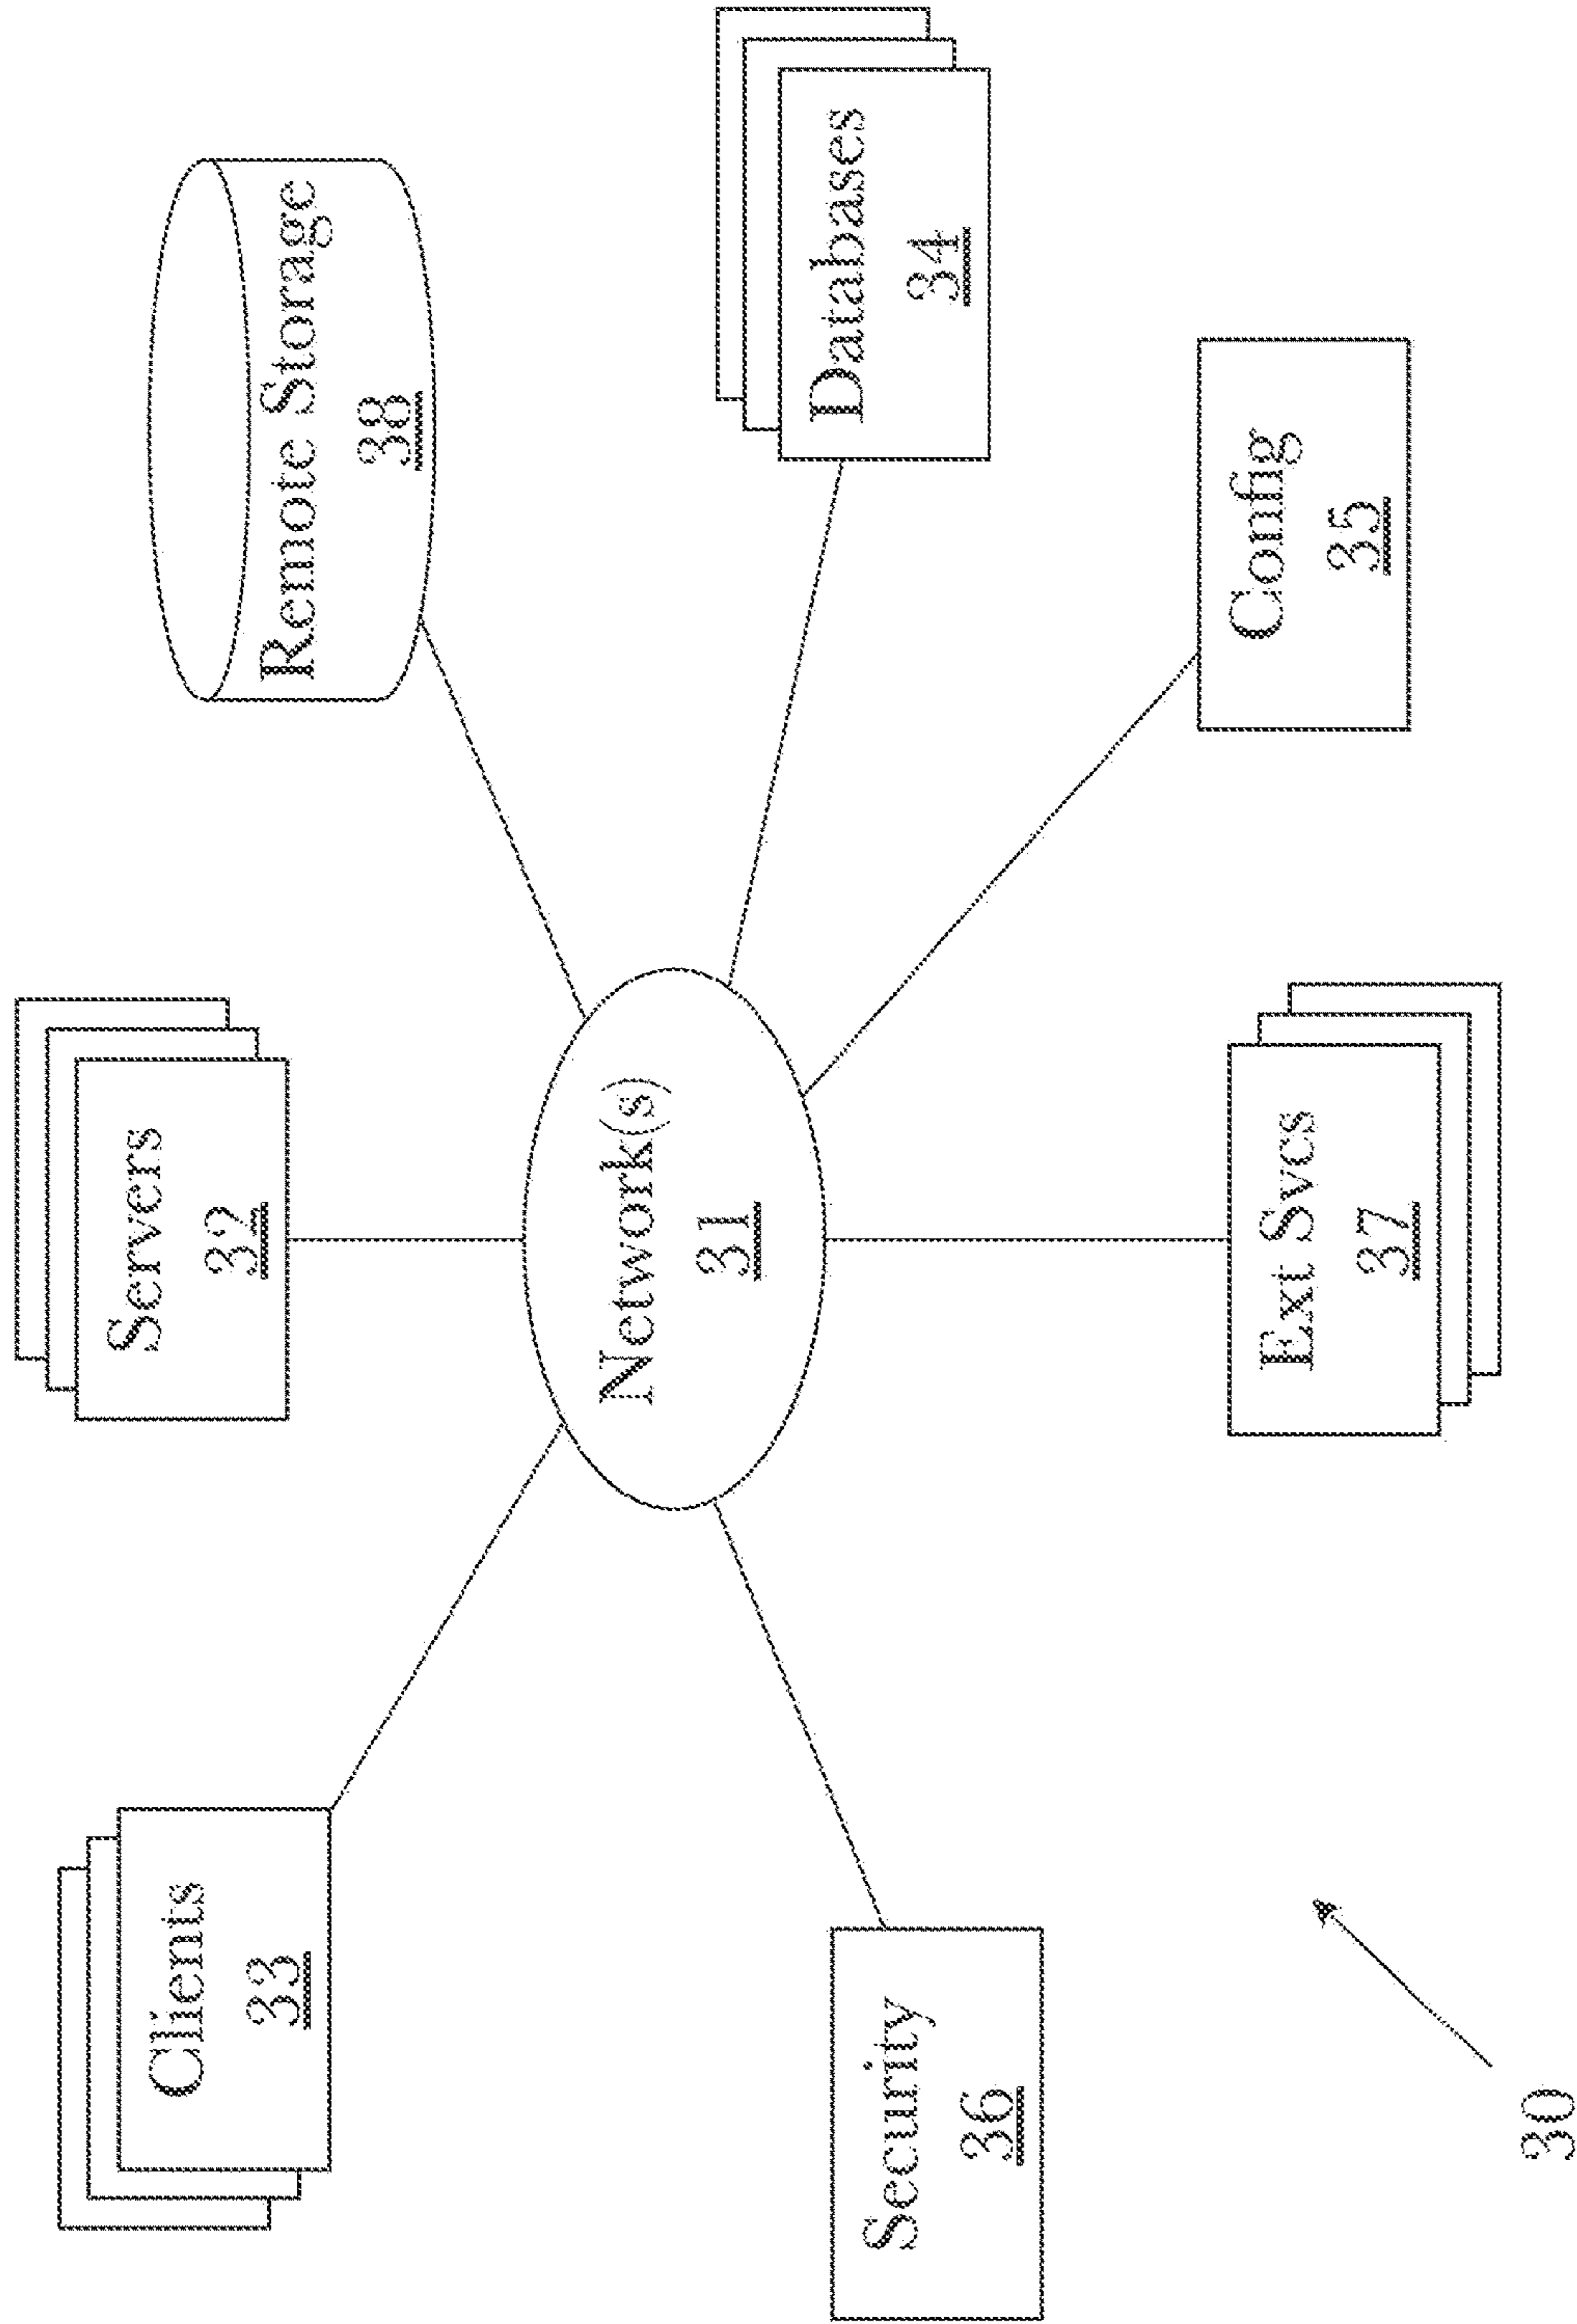 Servers
32
Remote Storage
38
Clients
33
Network(s)
31
Databases
34
Security
36
Ext Svcs
37
Config
35
30